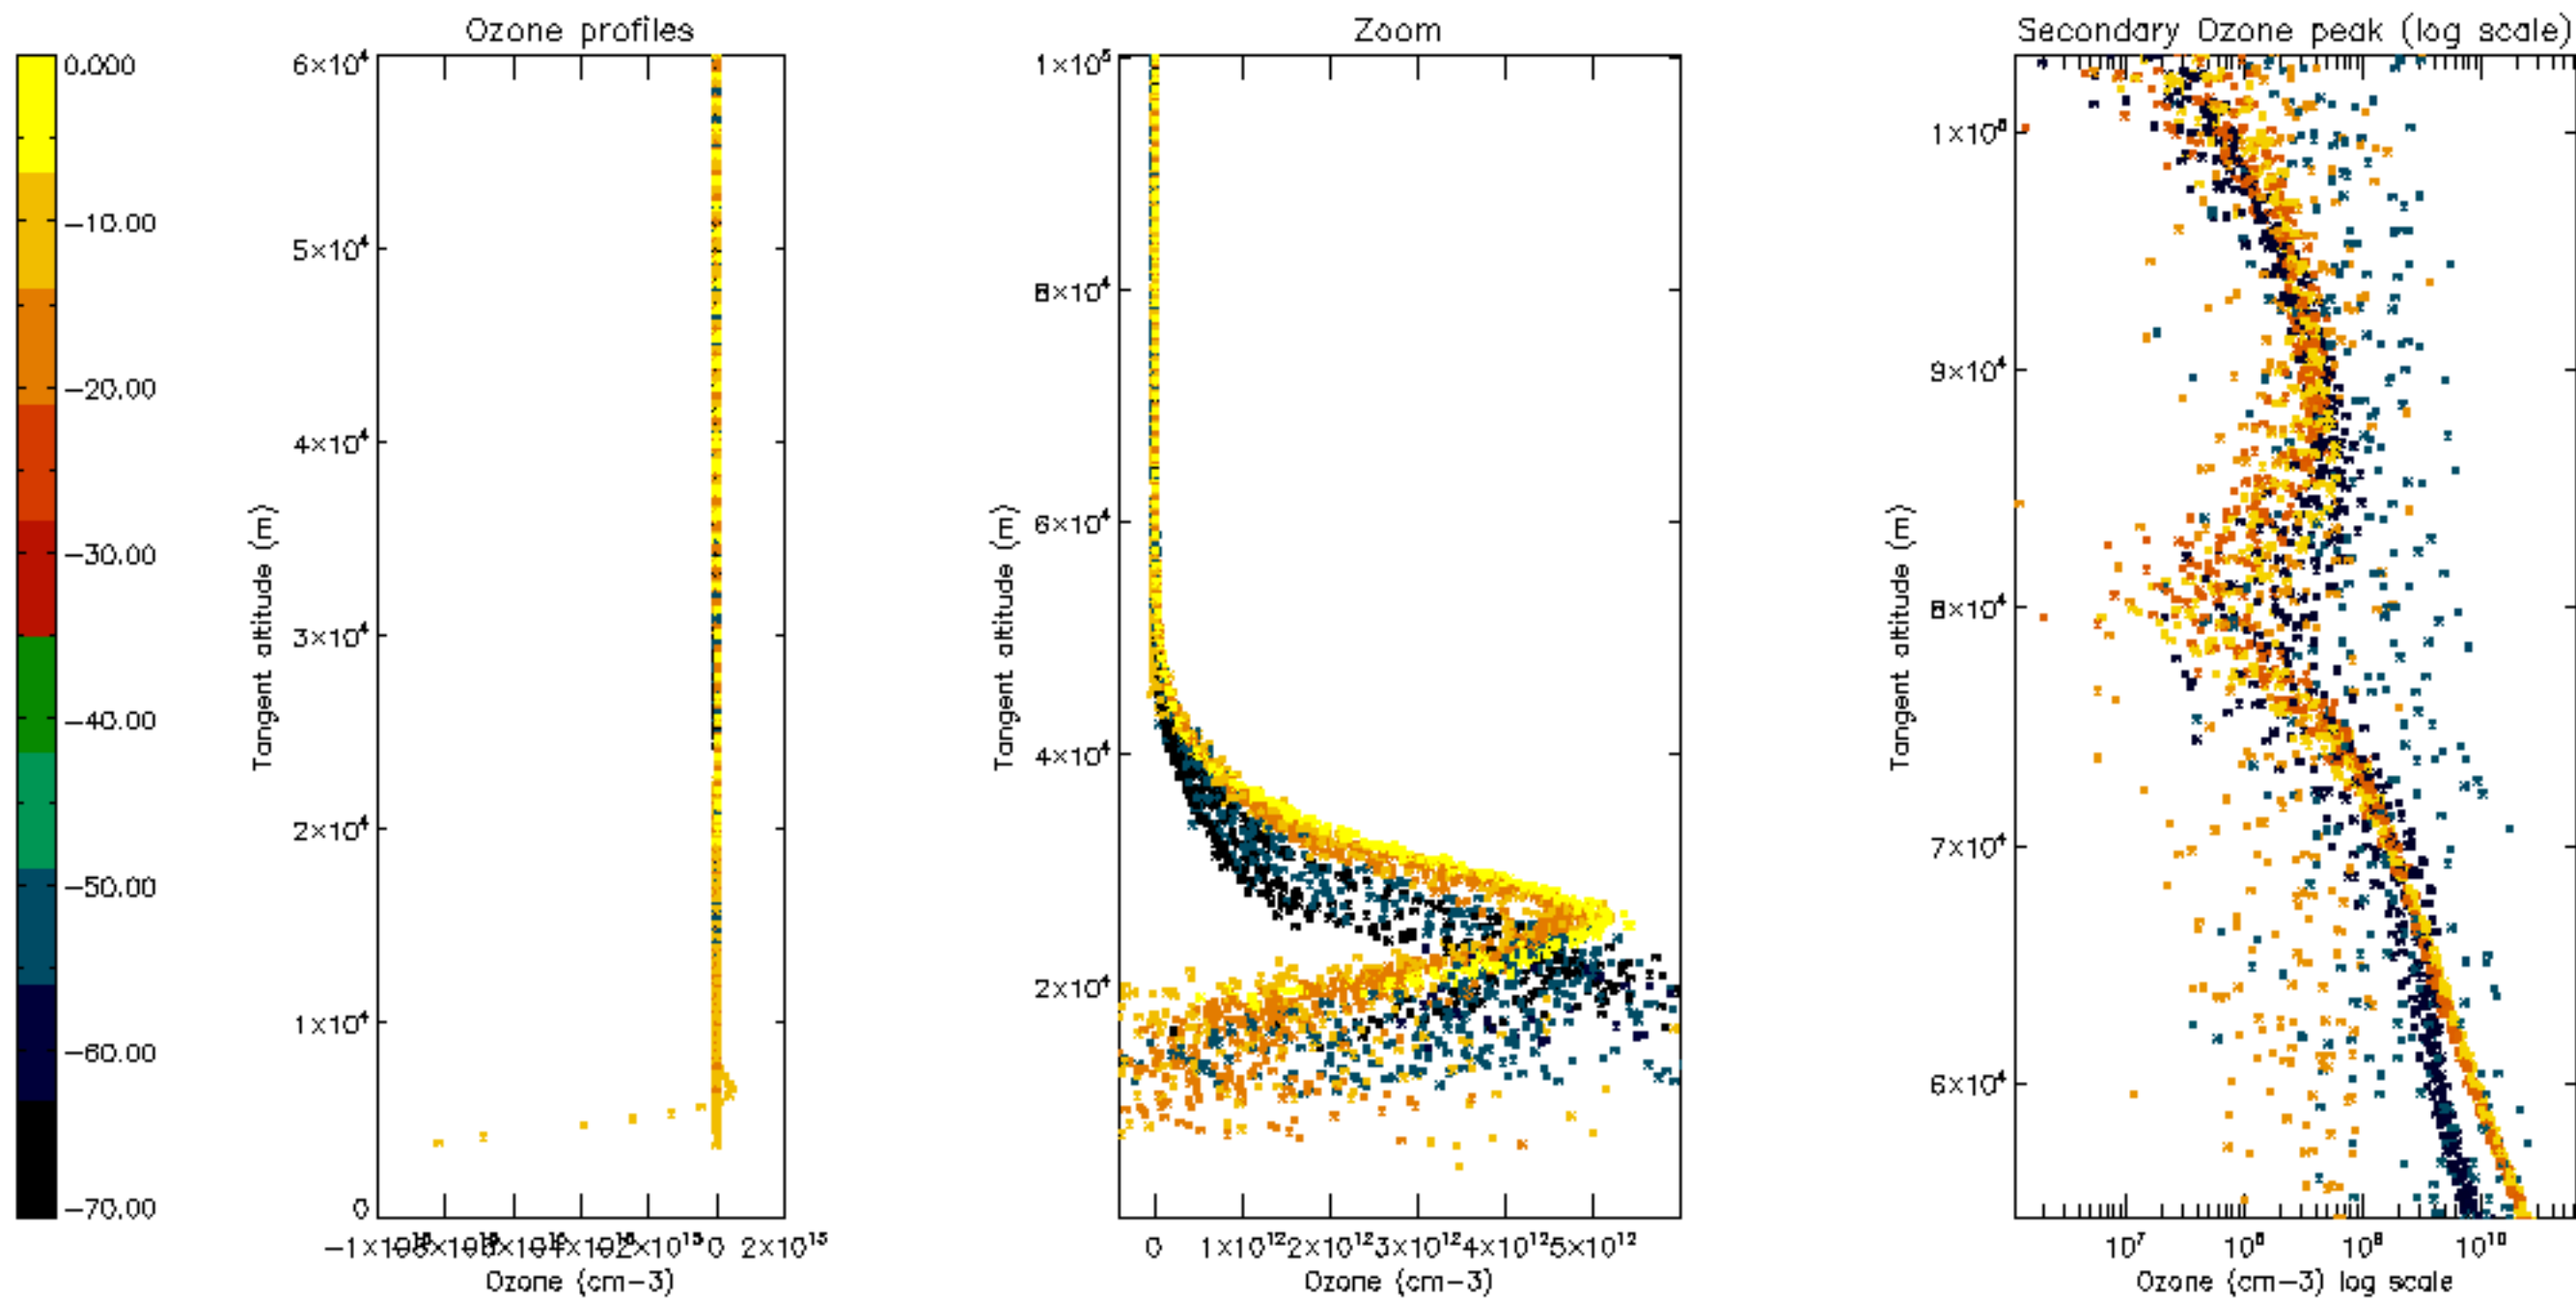 Ozone profiles
Zoom
Secondary Ozone peak (log scale)
0.000
-10.00
-20.00
-30.00
-40.00
-50.00
-60.00
-70.00
6×10⁴
5×10⁴
4×10⁴
3×10⁴
2×10⁴
1×10⁴
0
Tangent altitude (m)
0 2×10¹⁵
Ozone (cm-3)
1×10⁵
8×10⁴
6×10⁴
4×10⁴
2×10⁴
Tangent altitude (m)
0 1×10¹² 2×10¹² 3×10¹² 4×10¹² 5×10¹²
Ozone (cm-3)
9×10⁴
8×10⁴
7×10⁴
6×10⁴
Tangent altitude (m)
10⁷ 10⁸ 10⁹ 10¹⁰
Ozone (cm-3) log scale